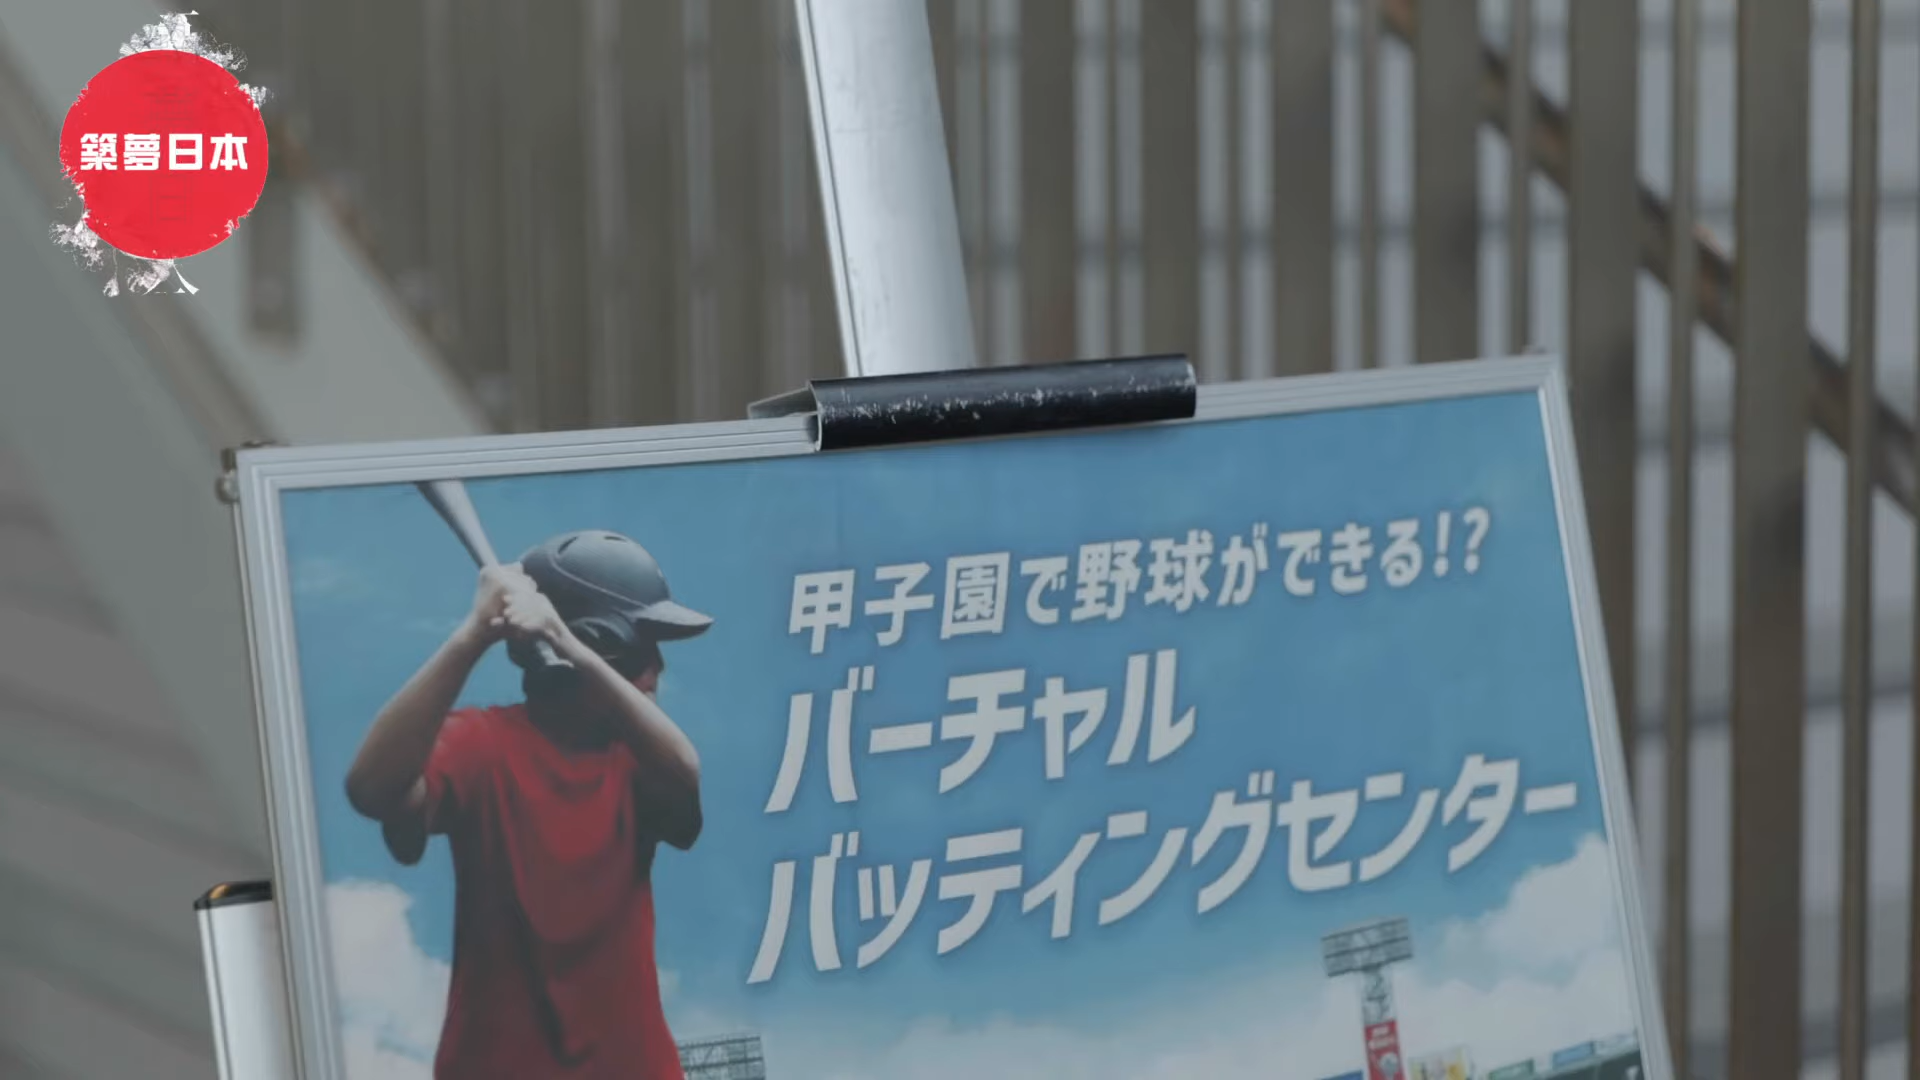 築夢日本
甲子園で野球ができる!?
バーチャル
バッティングセンター